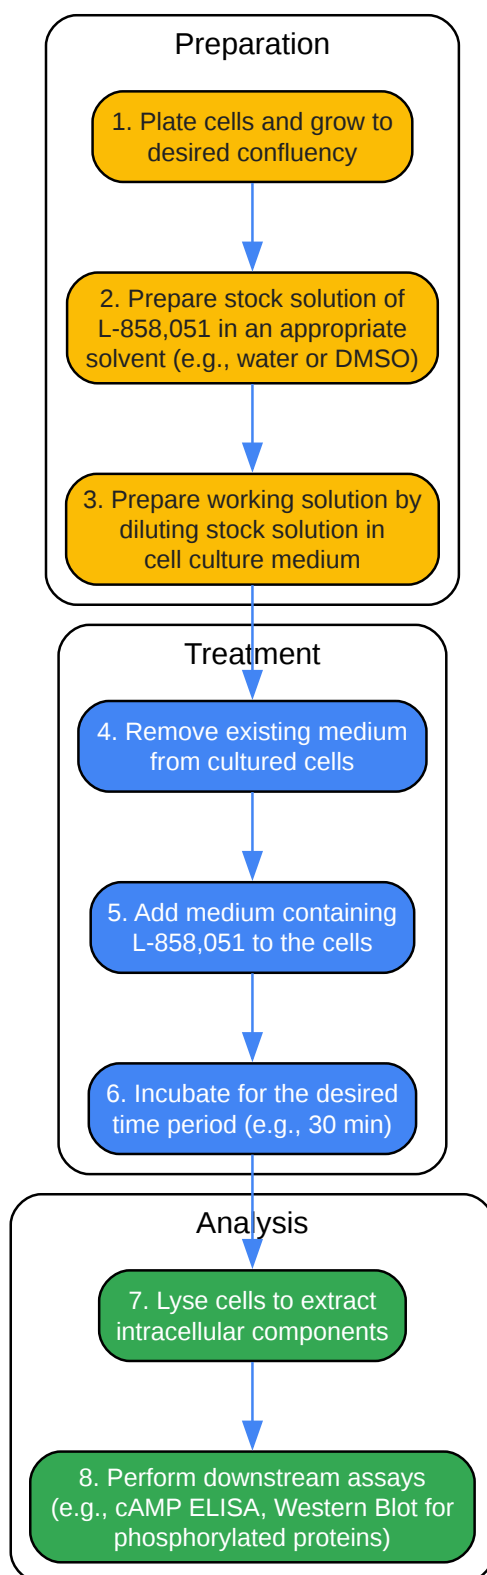 Preparation
1. Plate cells and grow to
desired confluency
2. Prepare stock solution of
L-858,051 in an appropriate
solvent (e.g., water or DMSO)
3. Prepare working solution by
diluting stock solution in
cell culture medium
Treatment
4. Remove existing medium
from cultured cells
5. Add medium containing
L-858,051 to the cells
6. Incubate for the desired
time period (e.g., 30 min)
Analysis
7. Lyse cells to extract
intracellular components
8. Perform downstream assays
(e.g., cAMP ELISA, Western Blot for
phosphorylated proteins)